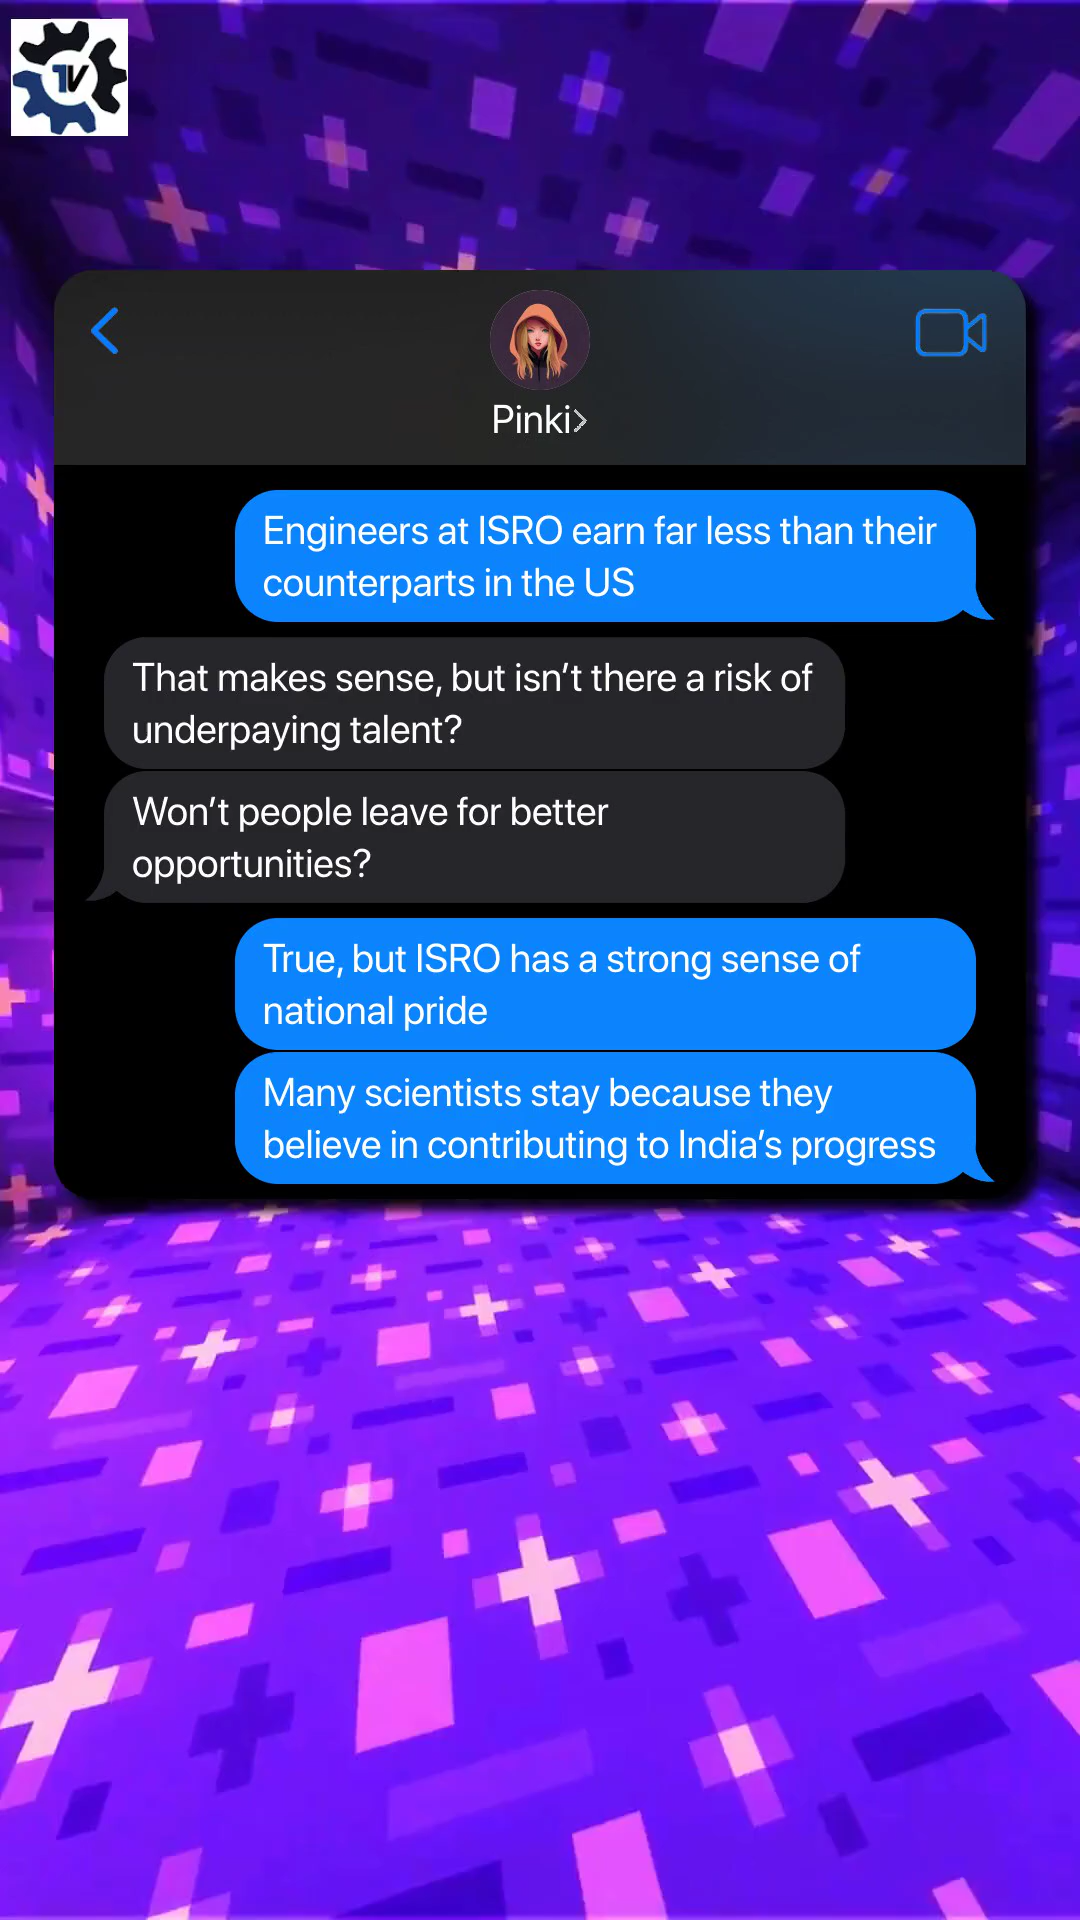 1V
Pinki
Engineers at ISRO earn far less than their
counterparts in the US
That makes sense, but isn’t there a risk of
underpaying talent?
Won’t people leave for better
opportunities?
True, but ISRO has a strong sense of
national pride
Many scientists stay because they
believe in contributing to India’s progress